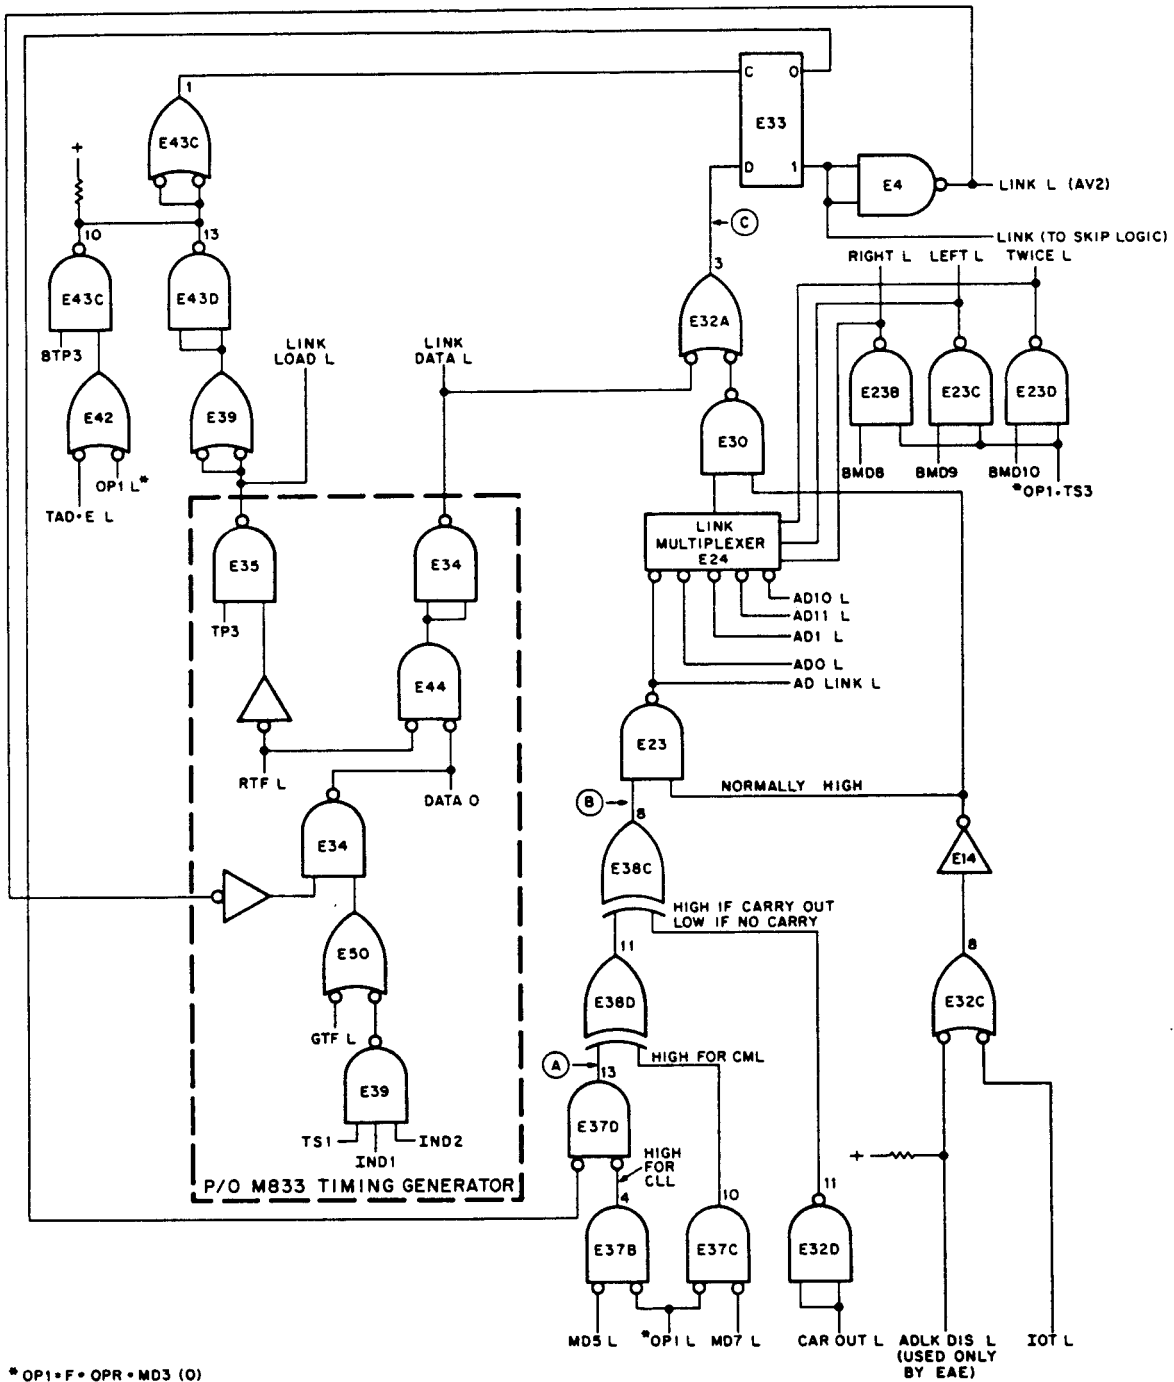 1
C
0
E43C
E33
+
D
1
E4
LINK L (AV2)
C
LINK (TO SKIP LOGIC)
10
13
3
RIGHT L
LEFT L
TWICE L
E43C
E43D
E32A
BTP3
LINK
LOAD L
LINK
DATA L
E23B
E23C
E23D
E42
E39
E30
BMD8
BMD9
BMD10
*OP1•TS3
OP1 L*
TAD•E L
LINK
MULTIPLEXER
E24
E35
E34
AD10 L
AD11 L
AD1 L
TP3
AD0 L
AD LINK L
E44
E23
RTF L
DATA 0
NORMALLY HIGH
B
8
E34
E14
E38C
HIGH IF CARRY OUT
LOW IF NO CARRY
E50
11
8
E38D
E32C
GTF L
A
HIGH FOR CML
13
E39
E37D
TS1
IND2
IND1
HIGH
FOR
CLL
+
P/O M833 TIMING GENERATOR
4
10
11
E37B
E37C
E32D
MD5 L
*OP1 L
MD7 L
CAR OUT L
ADLK DIS L
(USED ONLY
BY EAE)
IOT L
*OP1=F•OPR•MD3 (0)